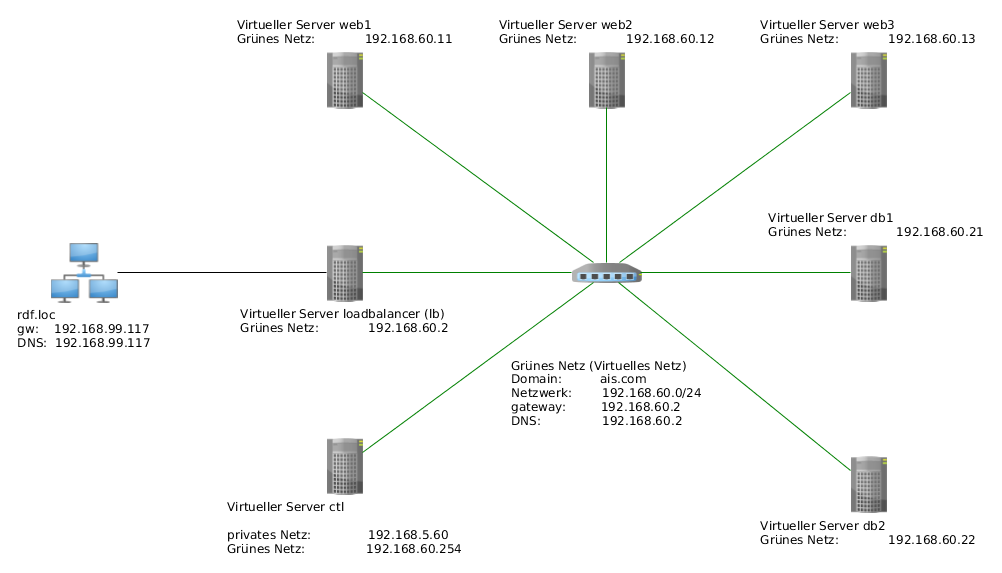 Virtueller Server web1
Grünes Netz: 192.168.60.11
Virtueller Server web2
Grünes Netz: 192.168.60.12
Virtueller Server web3
Grünes Netz: 192.168.60.13
Virtueller Server db1
Grünes Netz: 192.168.60.21
rdf.loc
gw: 192.168.99.117
DNS: 192.168.99.117
Virtueller Server loadbalancer (lb)
Grünes Netz: 192.168.60.2
Grünes Netz (Virtuelles Netz)
Domain: ais.com
Netzwerk: 192.168.60.0/24
gateway: 192.168.60.2
DNS: 192.168.60.2
Virtueller Server ctl
privates Netz: 192.168.5.60
Grünes Netz: 192.168.60.254
Virtueller Server db2
Grünes Netz: 192.168.60.22